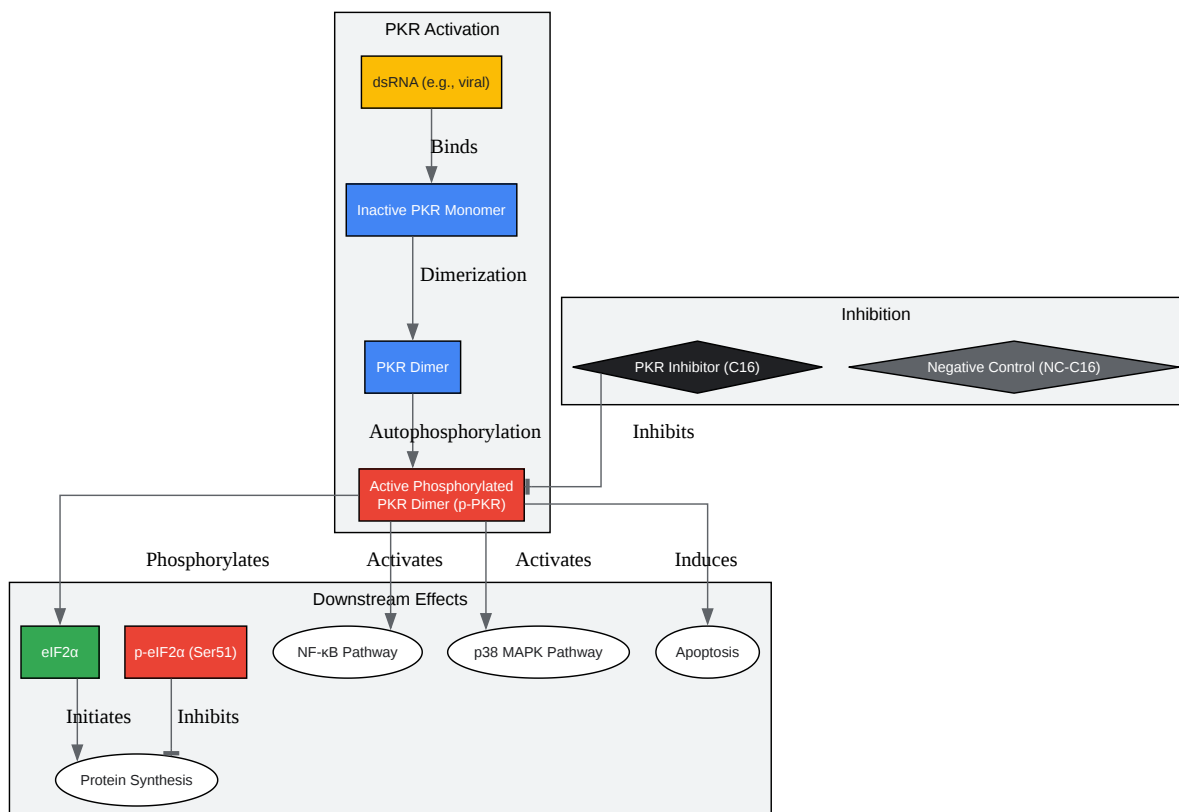 PKR Activation
dsRNA (e.g., viral)
Binds
Inactive PKR Monomer
Dimerization
PKR Dimer
Autophosphorylation
Active Phosphorylated
PKR Dimer (p-PKR)
Inhibition
PKR Inhibitor (C16)
Negative Control (NC-C16)
Inhibits
Phosphorylates
Activates
Activates
Induces
Downstream Effects
eIF2α
p-eIF2α (Ser51)
NF-κB Pathway
p38 MAPK Pathway
Apoptosis
Initiates
Inhibits
Protein Synthesis